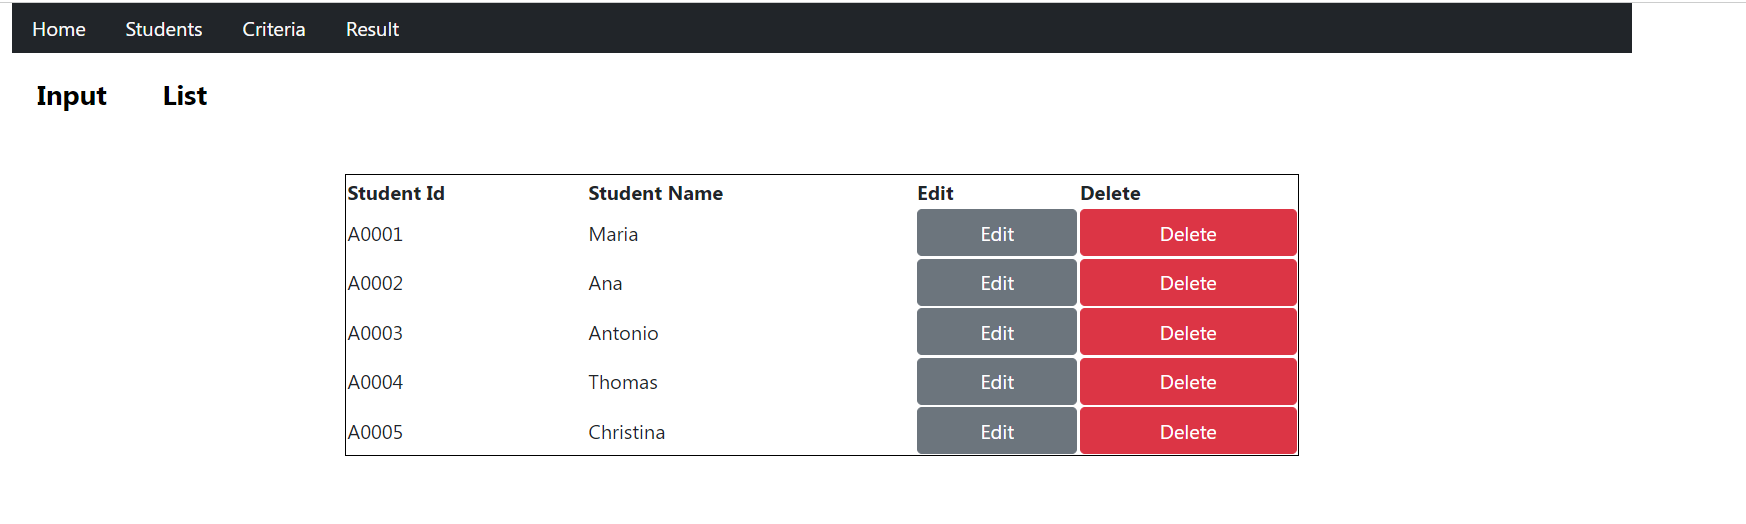 Home Students Criteria Result
Input List
Student Id Student Name Edit Delete
A0001 Maria Edit Delete
A0002 Ana Edit Delete
A0003 Antonio Edit Delete
A0004 Thomas Edit Delete
A0005 Christina Edit Delete